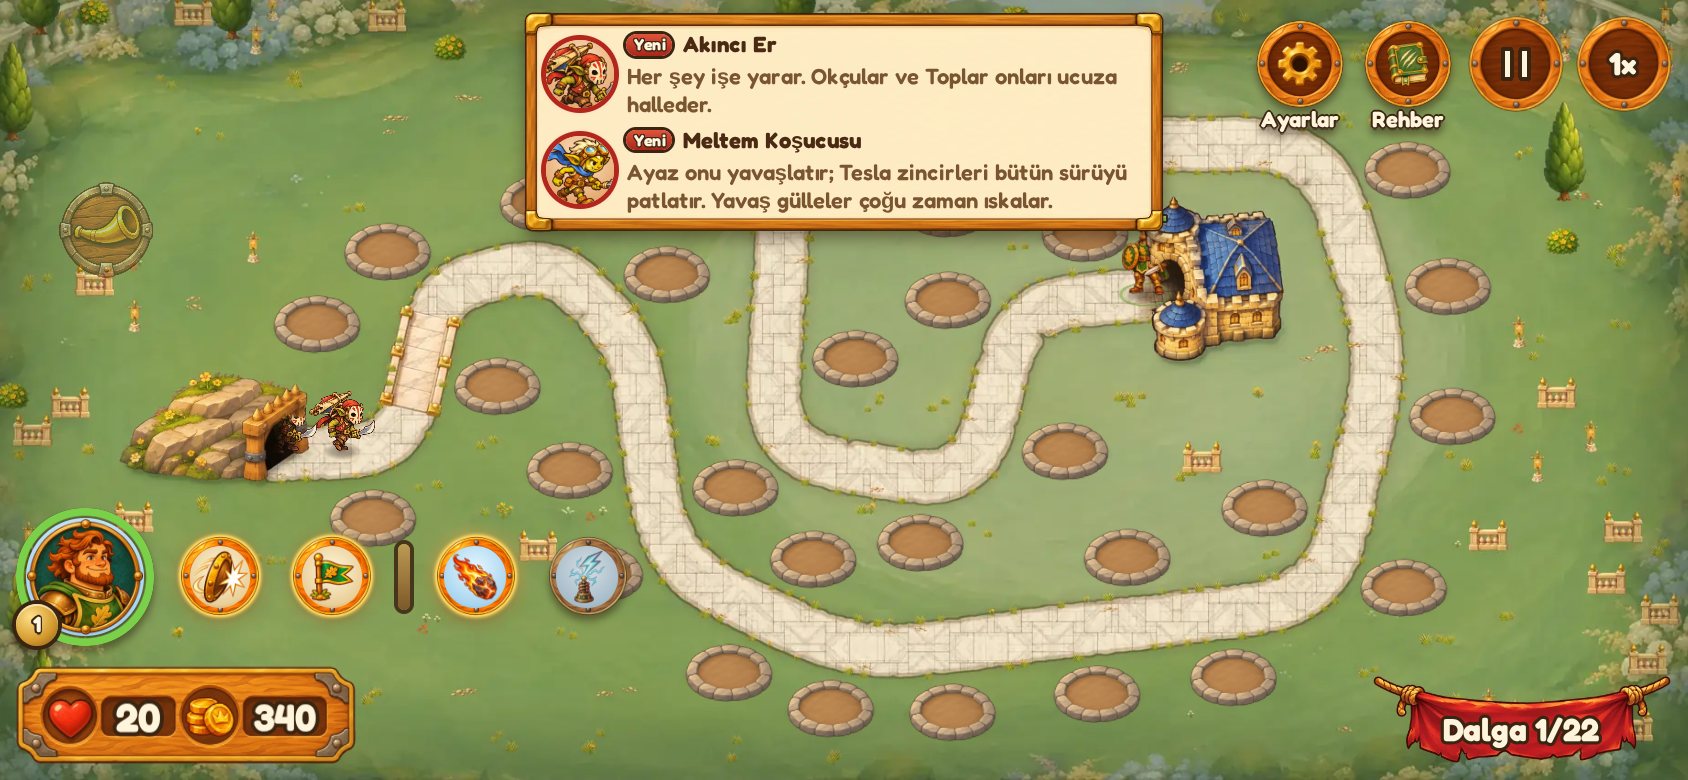 Yeni Akıncı Er
Her şey işe yarar. Okçular ve Toplar onları ucuza
halleder.
Yeni Meltem Koşucusu
Ayaz onu yavaşlatır; Tesla zincirleri bütün sürüyü
patlatır. Yavaş gülleler çoğu zaman ıskalar.
1x
Ayarlar
Rehber
1
20
340
Dalga 1/22